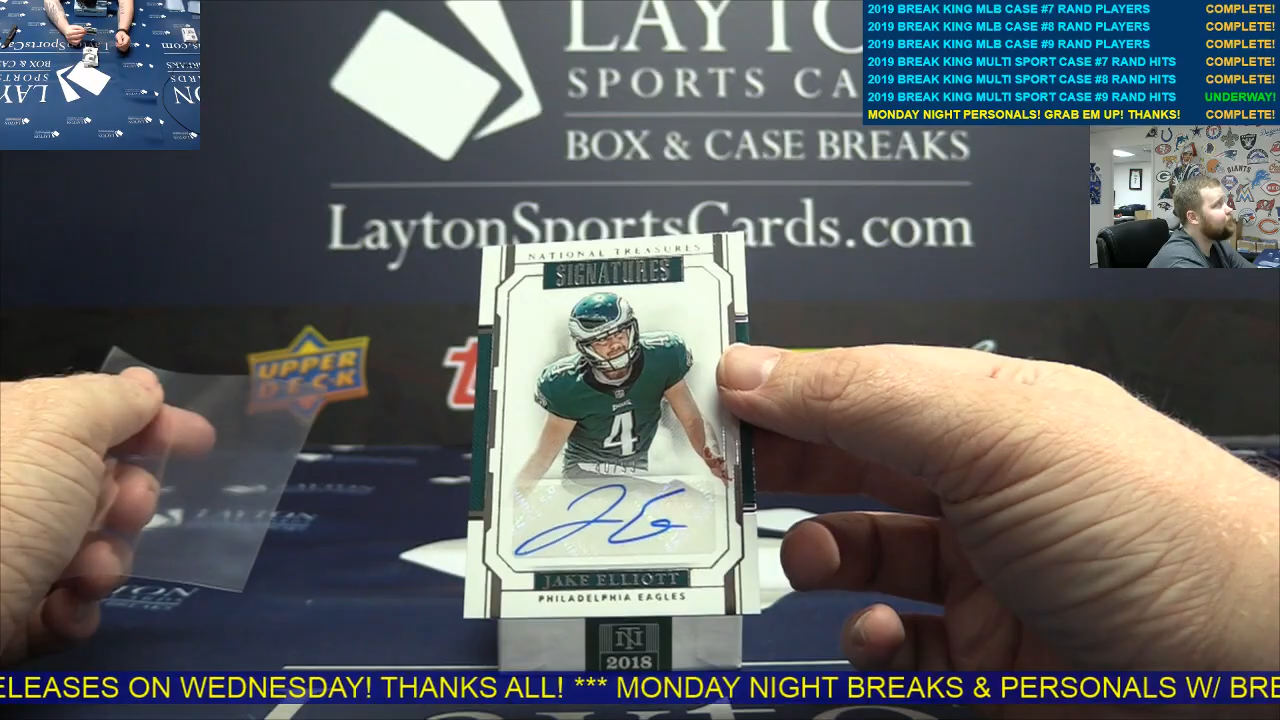 2019 BREAK KING MLB CASE #7 RAND PLAYERS COMPLETE!
2019 BREAK KING MLB CASE #8 RAND PLAYERS COMPLETE!
2019 BREAK KING MLB CASE #9 RAND PLAYERS COMPLETE!
2019 BREAK KING MULTI SPORT CASE #7 RAND HITS COMPLETE!
2019 BREAK KING MULTI SPORT CASE #8 RAND HITS COMPLETE!
2019 BREAK KING MULTI SPORT CASE #9 RAND HITS UNDERWAY!
MONDAY NIGHT PERSONALS! GRAB EM UP! THANKS! COMPLETE!
LAYTO
SPORTS CA
BOX & CASE BREAKS
LaytonSportsCards.com
NATIONAL TREASURES
SIGNATURES
UPPER
DECK
4
JAKE ELLIOTT
PHILADELPHIA EAGLES
NT
2018
ELEASES ON WEDNESDAY! THANKS ALL! *** MONDAY NIGHT BREAKS & PERSONALS W/ BRE